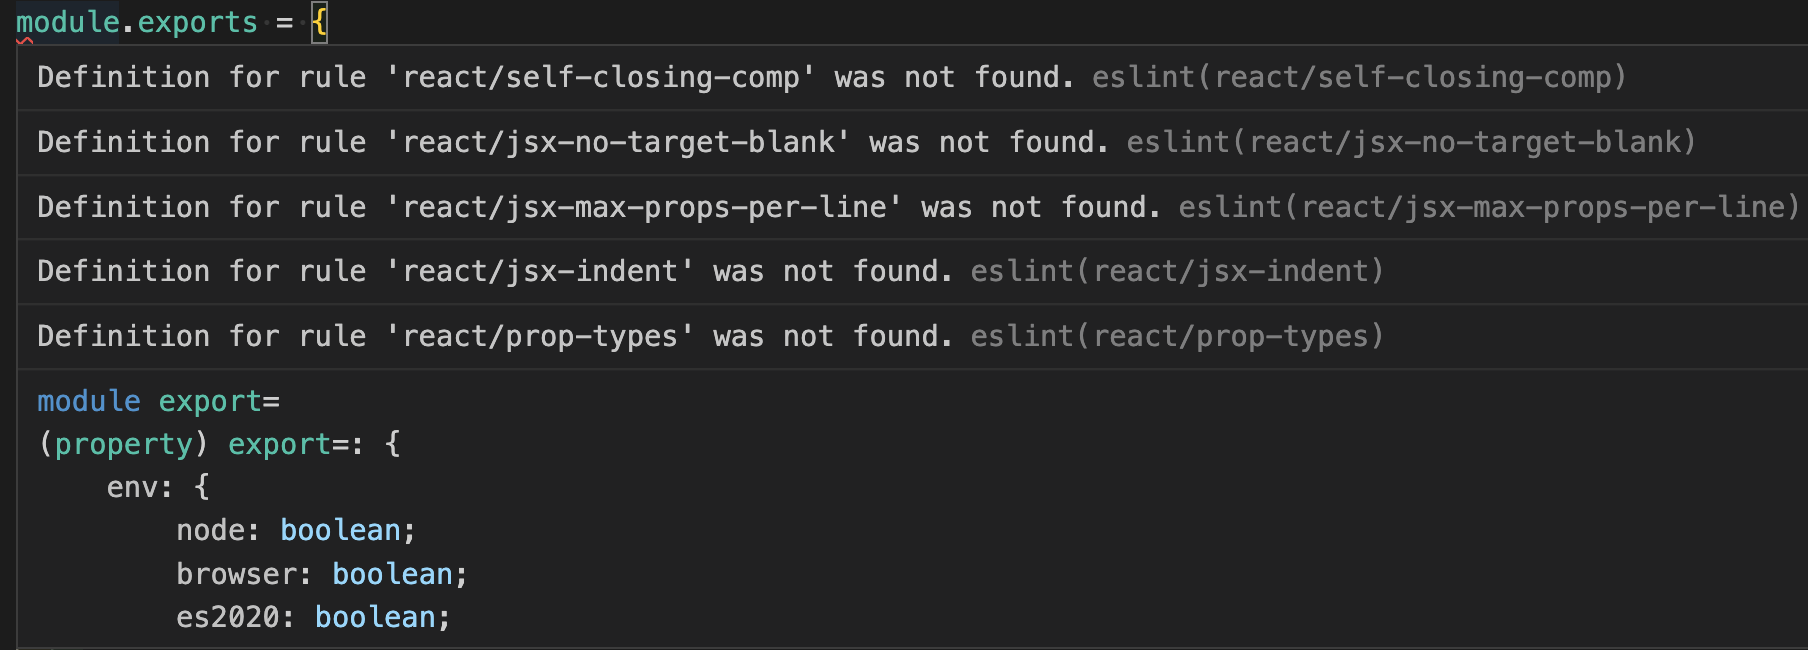 module.exports = {
Definition for rule 'react/self-closing-comp' was not found. eslint(react/self-closing-comp)
Definition for rule 'react/jsx-no-target-blank' was not found. eslint(react/jsx-no-target-blank)
Definition for rule 'react/jsx-max-props-per-line' was not found. eslint(react/jsx-max-props-per-line)
Definition for rule 'react/jsx-indent' was not found. eslint(react/jsx-indent)
Definition for rule 'react/prop-types' was not found. eslint(react/prop-types)
module export=
(property) export=: {
    env: {
        node: boolean;
        browser: boolean;
        es2020: boolean;